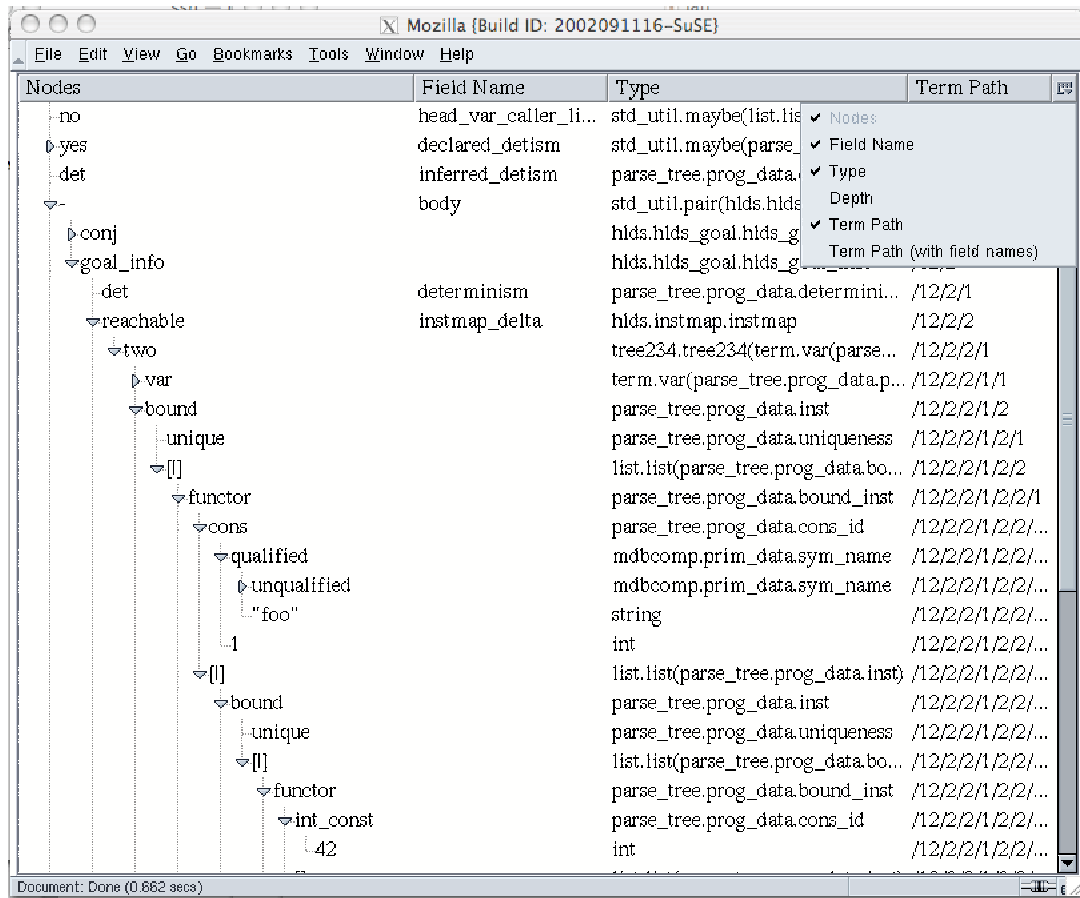 Mozilla {Build ID: 2002091116-SuSE}
File Edit View Go Bookmarks Tools Window Help
Nodes Field Name Type Term Path
no head_var_caller_li... std_util.maybe(list.lis
yes declared_detism std_util.maybe(parse_
det inferred_detism parse_tree.prog_data.
- body std_util.pair(hlds.hlds
conj hlds.hlds_goal.hlds_g
goal_info hlds.hlds_goal.hlds_g
Nodes
Field Name
Type
Depth
Term Path
Term Path (with field names)
det determinism parse_tree.prog_data.determini... /12/2/1
reachable instmap_delta hlds.instmap.instmap /12/2/2
two tree234.tree234(term.var(parse... /12/2/2/1
var term.var(parse_tree.prog_data.p... /12/2/2/1/1
bound parse_tree.prog_data.inst /12/2/2/1/2
unique parse_tree.prog_data.uniqueness /12/2/2/1/2/1
[|] list.list(parse_tree.prog_data.bo... /12/2/2/1/2/2
functor parse_tree.prog_data.bound_inst /12/2/2/1/2/2/1
cons parse_tree.prog_data.cons_id /12/2/2/1/2/2/...
qualified mdbcomp.prim_data.sym_name /12/2/2/1/2/2/...
unqualified mdbcomp.prim_data.sym_name /12/2/2/1/2/2/...
"foo" string /12/2/2/1/2/2/...
1 int /12/2/2/1/2/2/...
[|] list.list(parse_tree.prog_data.inst) /12/2/2/1/2/2/...
bound parse_tree.prog_data.inst /12/2/2/1/2/2/...
unique parse_tree.prog_data.uniqueness /12/2/2/1/2/2/...
[|] list.list(parse_tree.prog_data.bo... /12/2/2/1/2/2/...
functor parse_tree.prog_data.bound_inst /12/2/2/1/2/2/...
int_const parse_tree.prog_data.cons_id /12/2/2/1/2/2/...
42 int /12/2/2/1/2/2/...
Document: Done (0.662 secs)